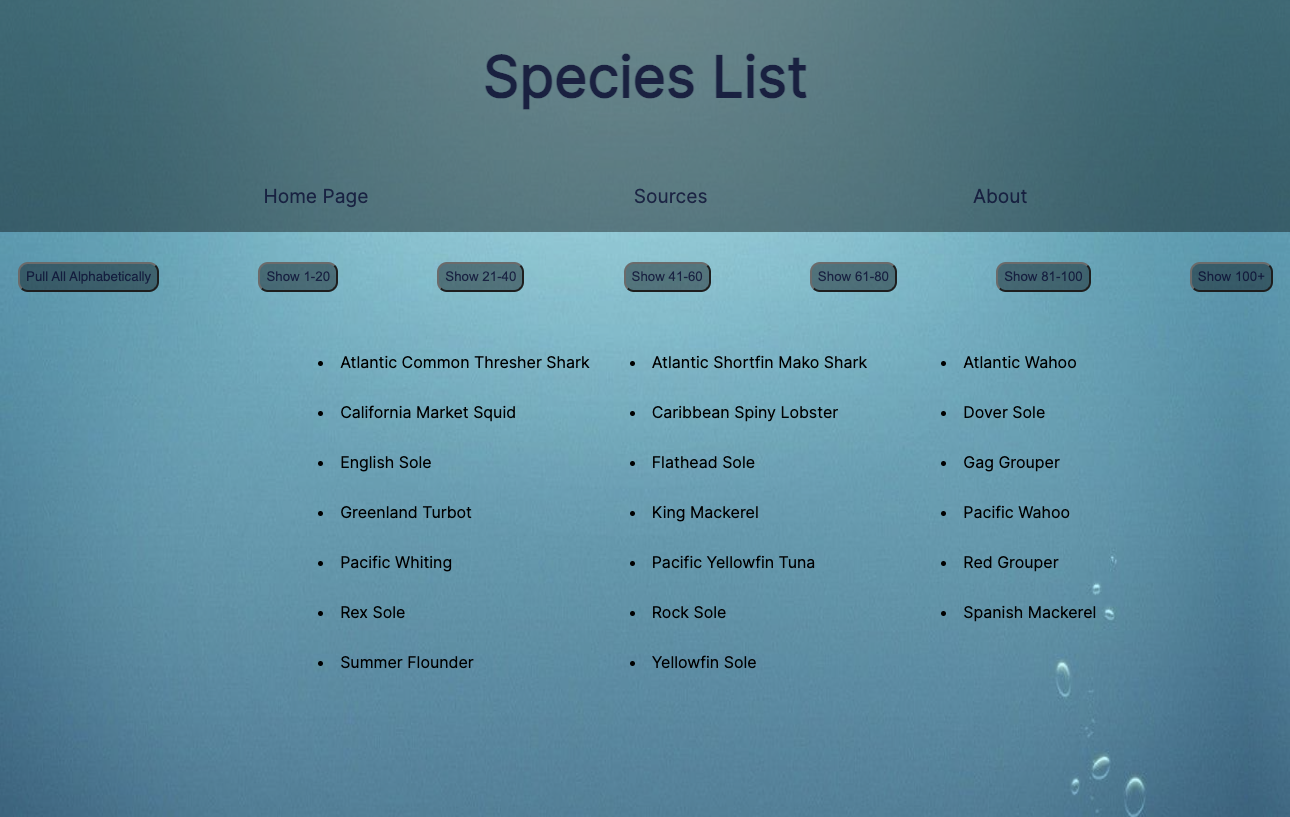 Species List
Home Page Sources About
Pull All Alphabetically Show 1-20 Show 21-40 Show 41-60 Show 61-80 Show 81-100 Show 100+
• Atlantic Common Thresher Shark • Atlantic Shortfin Mako Shark • Atlantic Wahoo
• California Market Squid • Caribbean Spiny Lobster • Dover Sole
• English Sole • Flathead Sole • Gag Grouper
• Greenland Turbot • King Mackerel • Pacific Wahoo
• Pacific Whiting • Pacific Yellowfin Tuna • Red Grouper
• Rex Sole • Rock Sole • Spanish Mackerel
• Summer Flounder • Yellowfin Sole